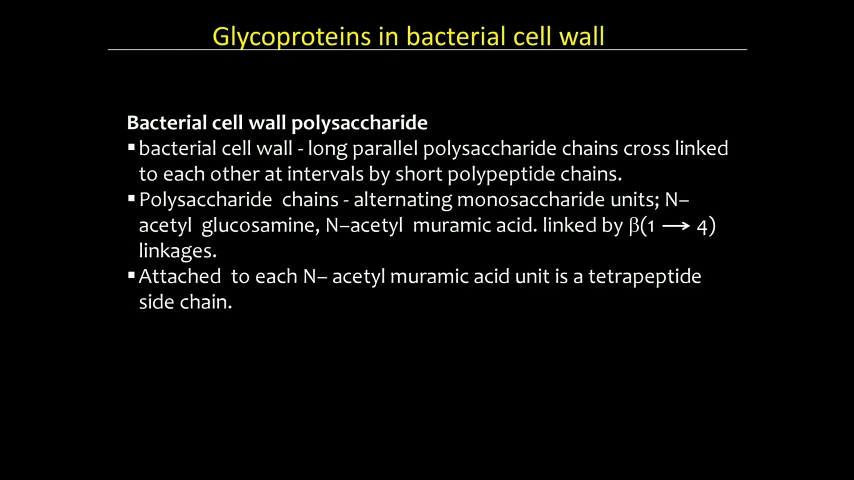 Glycoproteins in bacterial cell wall
Bacterial cell wall polysaccharide
▪bacterial cell wall - long parallel polysaccharide chains cross linked
to each other at intervals by short polypeptide chains.
▪Polysaccharide chains - alternating monosaccharide units; N–
acetyl glucosamine, N–acetyl muramic acid. linked by β(1 → 4)
linkages.
▪Attached to each N– acetyl muramic acid unit is a tetrapeptide
side chain.